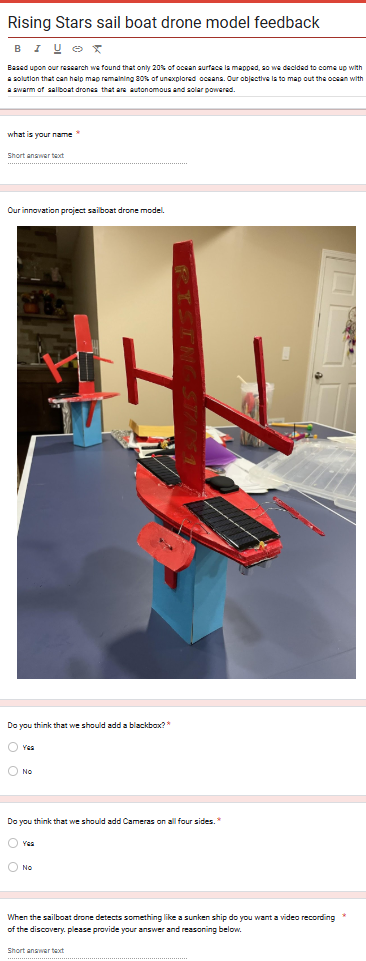 Rising Stars sail boat drone model feedback
B I U
Based upon our research we found that only 20% of ocean surface is mapped, so we decided to come up with
a solution that can help map remaining 80% of unexplored oceans. Our objective is to map out the ocean with
a swarm of sailboat drones that are autonomous and solar powered.
what is your name *
Short answer text
Our innovation project sailboat drone model.
RISING STARS
Do you think that we should add a blackbox? *
Yes
No
Do you think that we should add Cameras on all four sides. *
Yes
No
When the sailboat drone detects something like a sunken ship do you want a video recording *
of the discovery. please provide your answer and reasoning below.
Short answer text